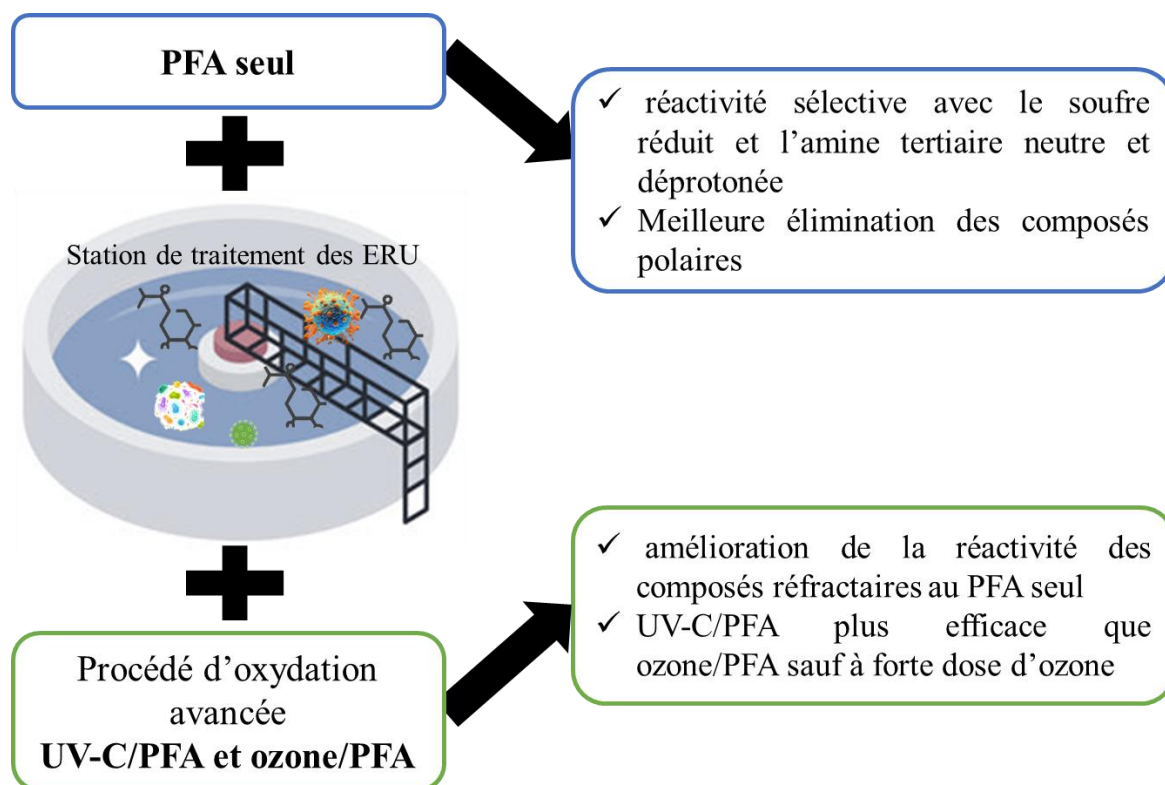 PFA seul
✓ réactivité sélective avec le soufre
réduit et l’amine tertiaire neutre et
déprotonée
✓ Meilleure élimination des composés
polaires
Station de traitement des ERU
✓ amélioration de la réactivité des
composés réfractaires au PFA seul
✓ UV-C/PFA plus efficace que
ozone/PFA sauf à forte dose d’ozone
Procédé d’oxydation
avancée
UV-C/PFA et ozone/PFA